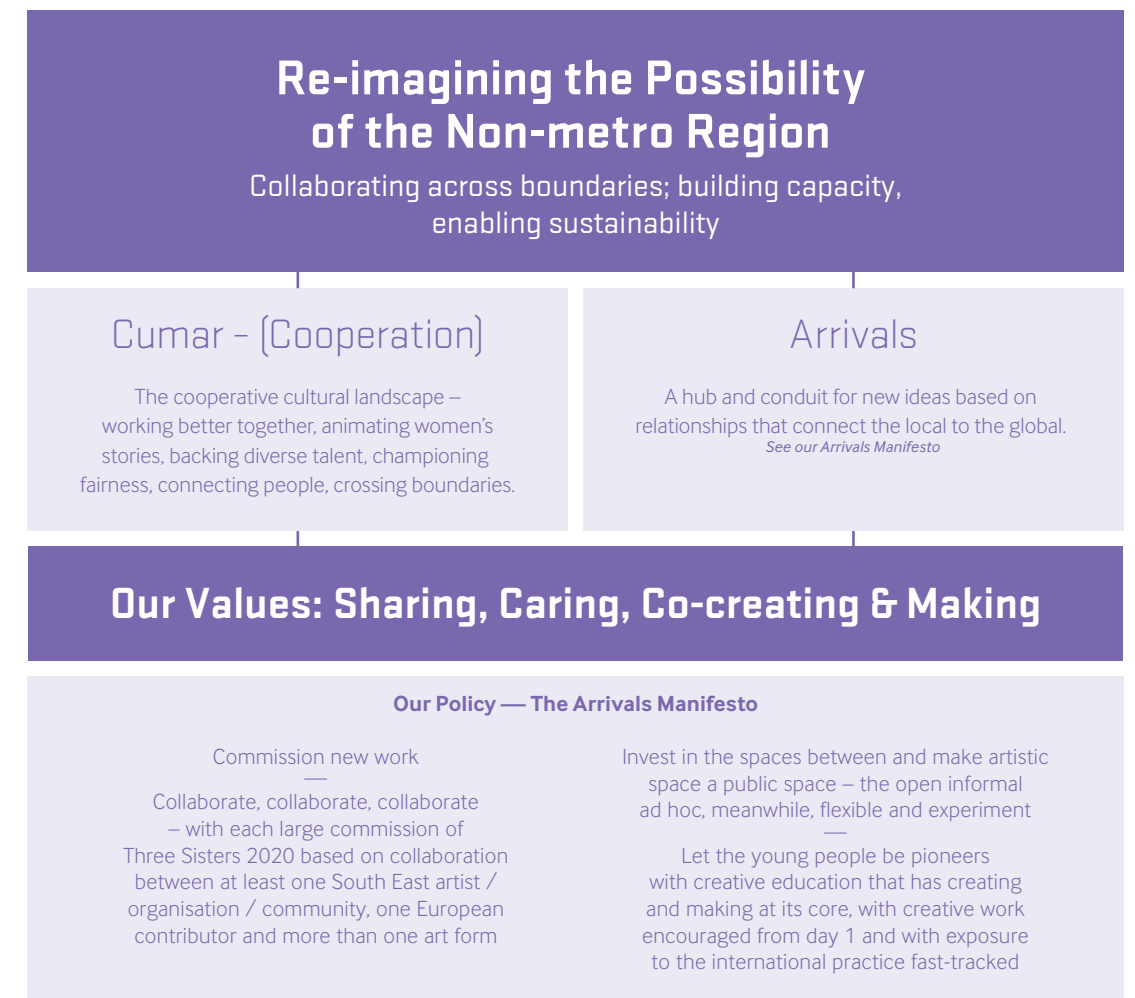 Re-imagining the Possibility
of the Non-metro Region
Collaborating across boundaries; building capacity,
enabling sustainability
Cumar – (Cooperation)
The cooperative cultural landscape –
working better together, animating women's
stories, backing diverse talent, championing
fairness, connecting people, crossing boundaries.
Arrivals
A hub and conduit for new ideas based on
relationships that connect the local to the global.
See our Arrivals Manifesto
Our Values: Sharing, Caring, Co-creating & Making
Our Policy — The Arrivals Manifesto
Commission new work
—
Collaborate, collaborate, collaborate
– with each large commission of
Three Sisters 2020 based on collaboration
between at least one South East artist /
organisation / community, one European
contributor and more than one art form
Invest in the spaces between and make artistic
space a public space – the open informal
ad hoc, meanwhile, flexible and experiment
—
Let the young people be pioneers
with creative education that has creating
and making at its core, with creative work
encouraged from day 1 and with exposure
to the international practice fast-tracked